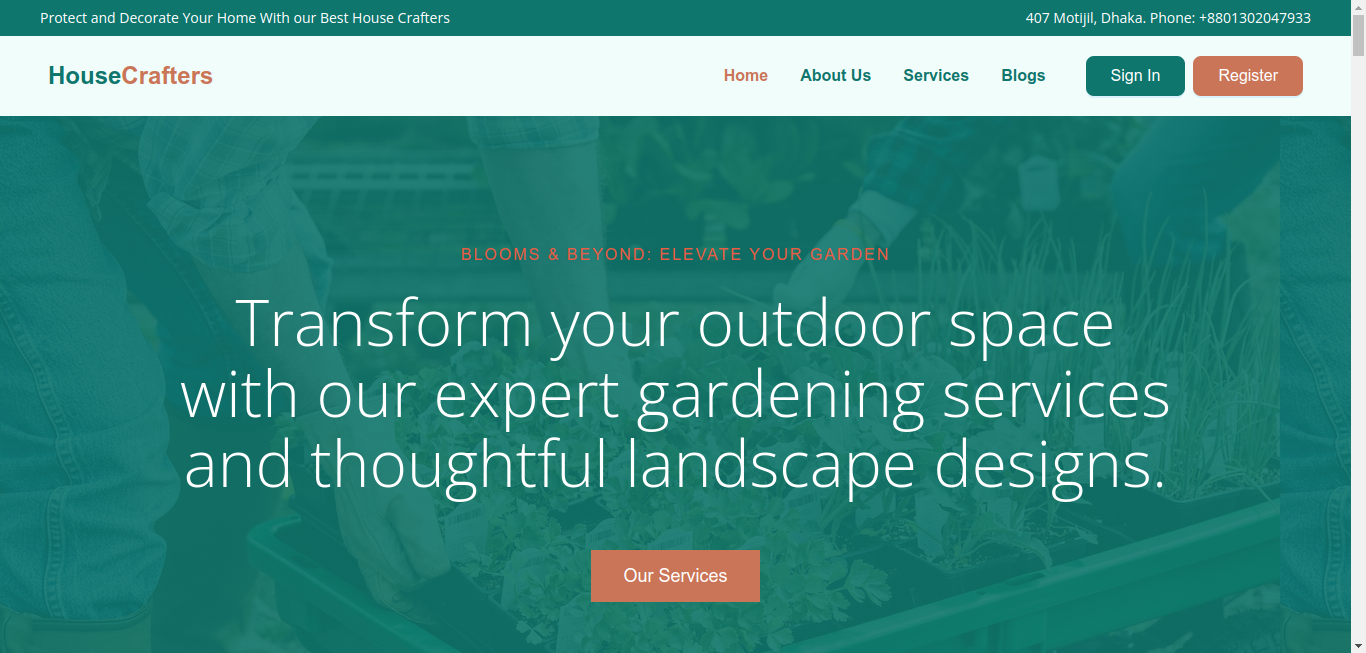 Protect and Decorate Your Home With our Best House Crafters
407 Motijil, Dhaka. Phone: +8801302047933
HouseCrafters
Home
About Us
Services
Blogs
Sign In
Register
BLOOMS & BEYOND: ELEVATE YOUR GARDEN
Transform your outdoor space
with our expert gardening services
and thoughtful landscape designs.
Our Services